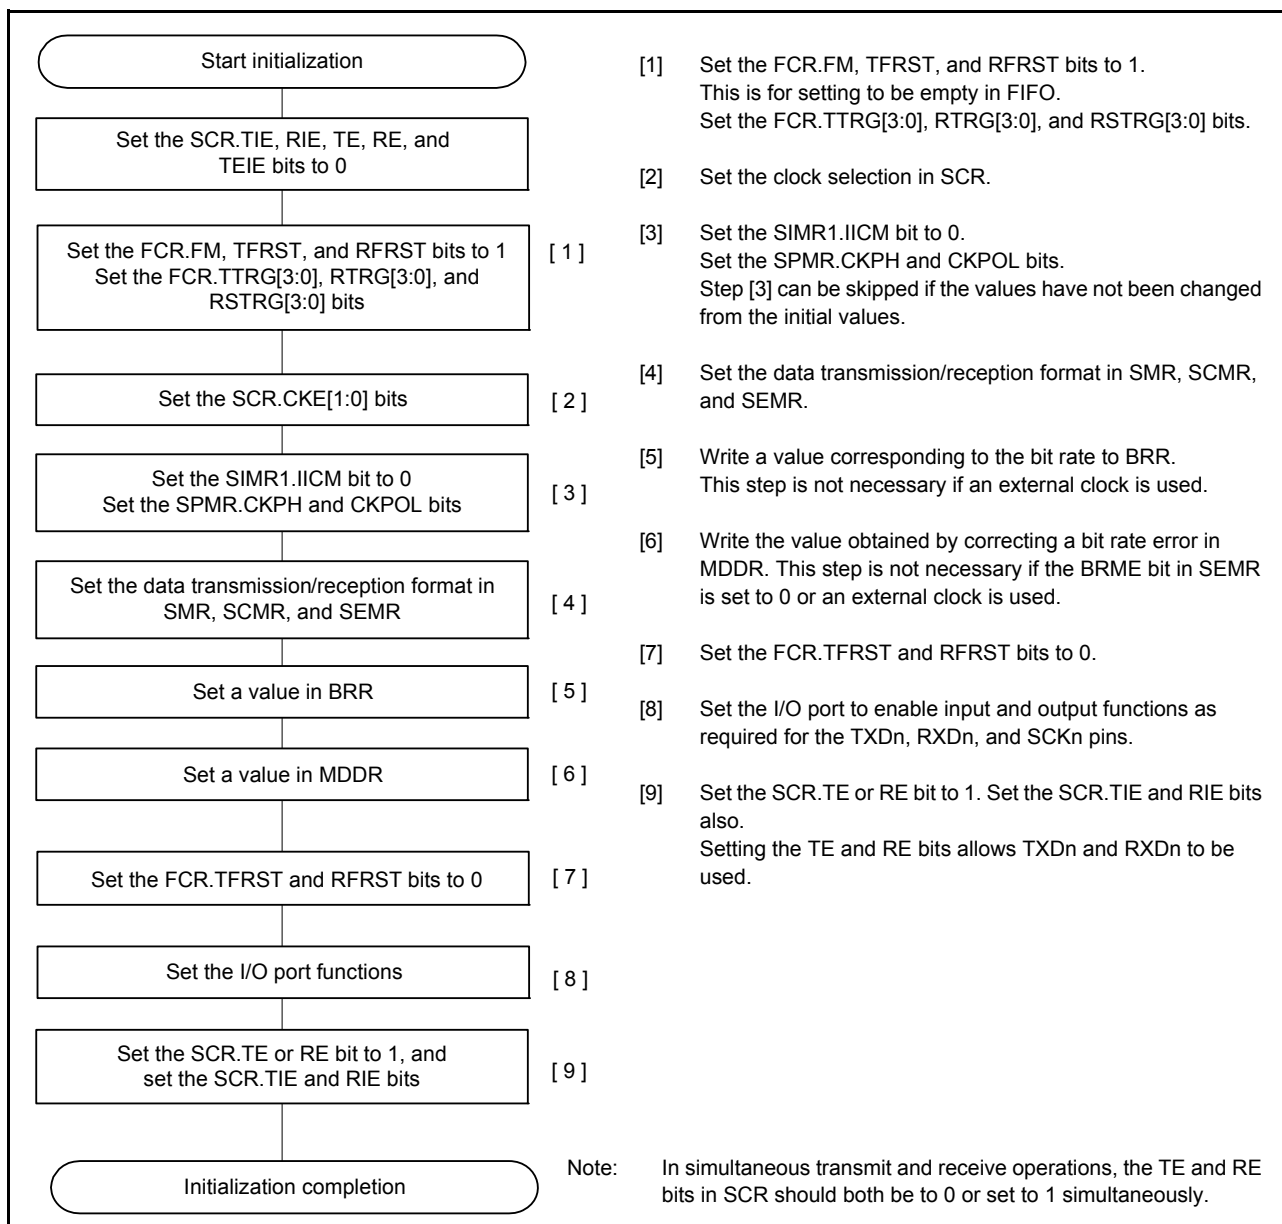 Start initialization
Set the SCR.TIE, RIE, TE, RE, and
TEIE bits to 0
Set the FCR.FM, TFRST, and RFRST bits to 1
Set the FCR.TTRG[3:0], RTRG[3:0], and
RSTRG[3:0] bits
[ 1 ]
Set the SCR.CKE[1:0] bits
[ 2 ]
Set the SIMR1.IICM bit to 0
Set the SPMR.CKPH and CKPOL bits
[ 3 ]
Set the data transmission/reception format in
SMR, SCMR, and SEMR
[ 4 ]
Set a value in BRR
[ 5 ]
Set a value in MDDR
[ 6 ]
Set the FCR.TFRST and RFRST bits to 0
[ 7 ]
Set the I/O port functions
[ 8 ]
Set the SCR.TE or RE bit to 1, and
set the SCR.TIE and RIE bits
[ 9 ]
Initialization completion
[1] Set the FCR.FM, TFRST, and RFRST bits to 1.
This is for setting to be empty in FIFO.
Set the FCR.TTRG[3:0], RTRG[3:0], and RSTRG[3:0] bits.
[2] Set the clock selection in SCR.
[3] Set the SIMR1.IICM bit to 0.
Set the SPMR.CKPH and CKPOL bits.
Step [3] can be skipped if the values have not been changed
from the initial values.
[4] Set the data transmission/reception format in SMR, SCMR,
and SEMR.
[5] Write a value corresponding to the bit rate to BRR.
This step is not necessary if an external clock is used.
[6] Write the value obtained by correcting a bit rate error in
MDDR. This step is not necessary if the BRME bit in SEMR
is set to 0 or an external clock is used.
[7] Set the FCR.TFRST and RFRST bits to 0.
[8] Set the I/O port to enable input and output functions as
required for the TXDn, RXDn, and SCKn pins.
[9] Set the SCR.TE or RE bit to 1. Set the SCR.TIE and RIE bits
also.
Setting the TE and RE bits allows TXDn and RXDn to be
used.
Note: In simultaneous transmit and receive operations, the TE and RE
bits in SCR should both be to 0 or set to 1 simultaneously.